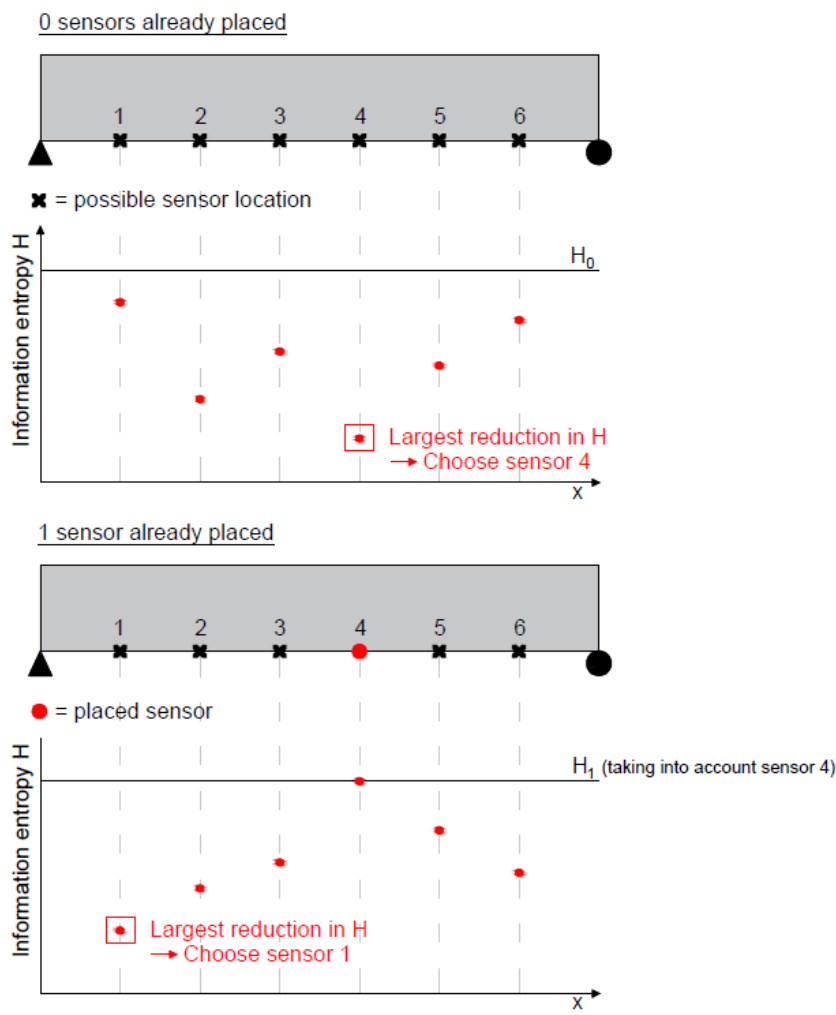 0 sensors already placed
1 2 3 4 5 6
= possible sensor location
Information entropy H
H₀
Largest reduction in H
→ Choose sensor 4
x
1 sensor already placed
1 2 3 4 5 6
= placed sensor
Information entropy H
H₁ (taking into account sensor 4)
Largest reduction in H
→ Choose sensor 1
x